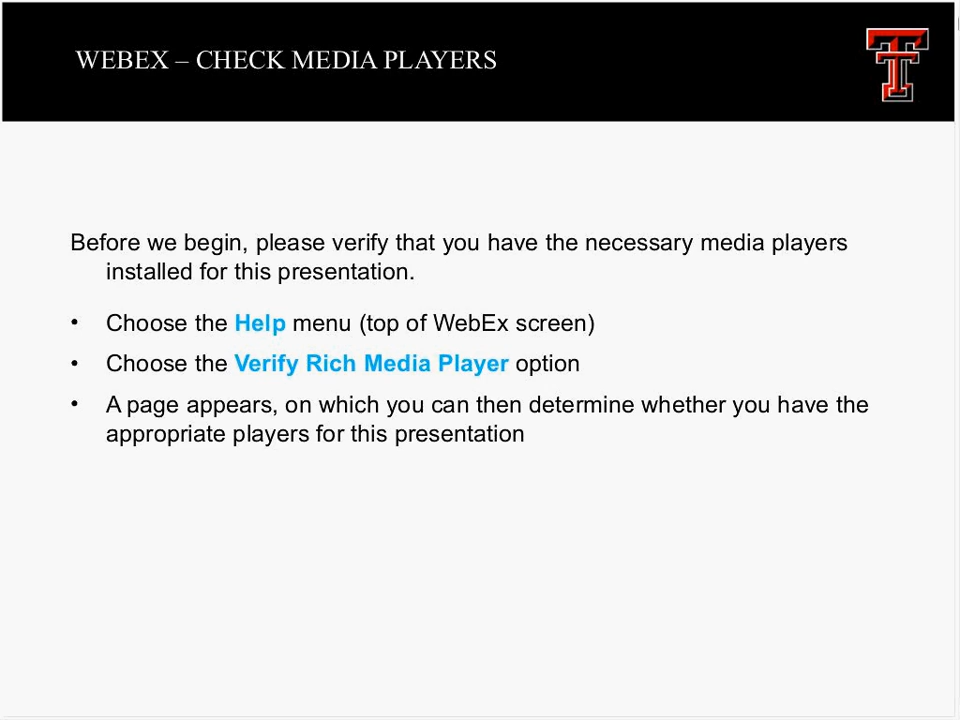 WEBEX – CHECK MEDIA PLAYERS
Before we begin, please verify that you have the necessary media players
installed for this presentation.
• Choose the Help menu (top of WebEx screen)
• Choose the Verify Rich Media Player option
• A page appears, on which you can then determine whether you have the
appropriate players for this presentation